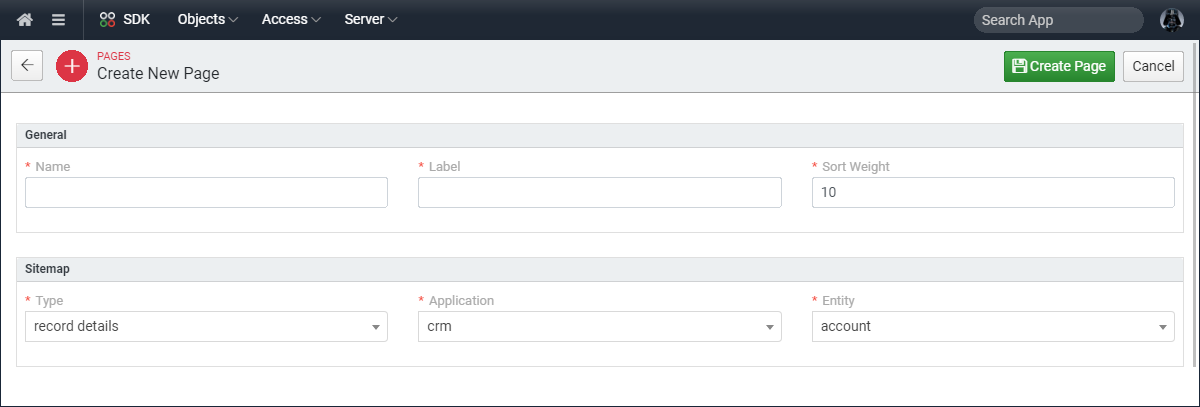 SDK Objects Access Server Search App
PAGES
Create New Page
Create Page Cancel
General
* Name * Label * Sort Weight
10
Sitemap
* Type * Application * Entity
record details crm account